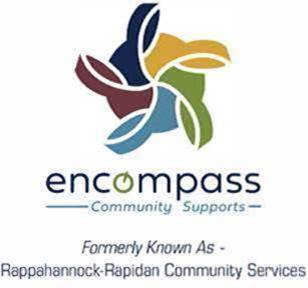 encompass
Community Supports
Formerly Known As -
Rappahannock-Rapidan Community Services